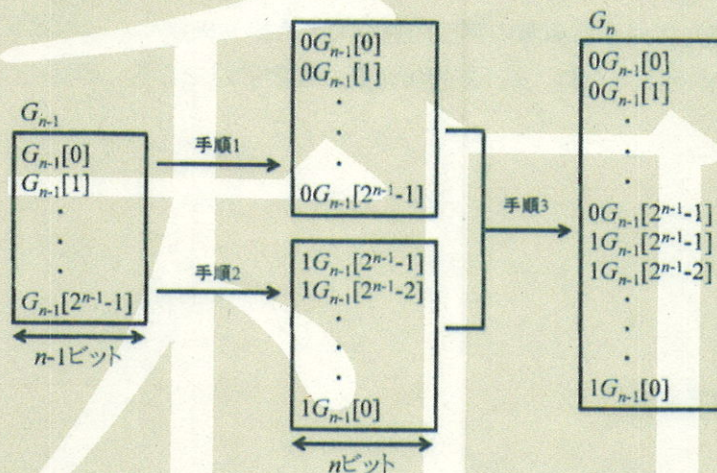 G_{n-1}
G_{n-1}[0]
G_{n-1}[1]
·
·
·
G_{n-1}[2^{n-1}-1]
n-1ビット
手順1
手順2
0G_{n-1}[0]
0G_{n-1}[1]
·
·
·
0G_{n-1}[2^{n-1}-1]
1G_{n-1}[2^{n-1}-1]
1G_{n-1}[2^{n-1}-2]
·
·
·
1G_{n-1}[0]
nビット
手順3
G_n
0G_{n-1}[0]
0G_{n-1}[1]
·
·
·
0G_{n-1}[2^{n-1}-1]
1G_{n-1}[2^{n-1}-1]
1G_{n-1}[2^{n-1}-2]
·
·
·
1G_{n-1}[0]